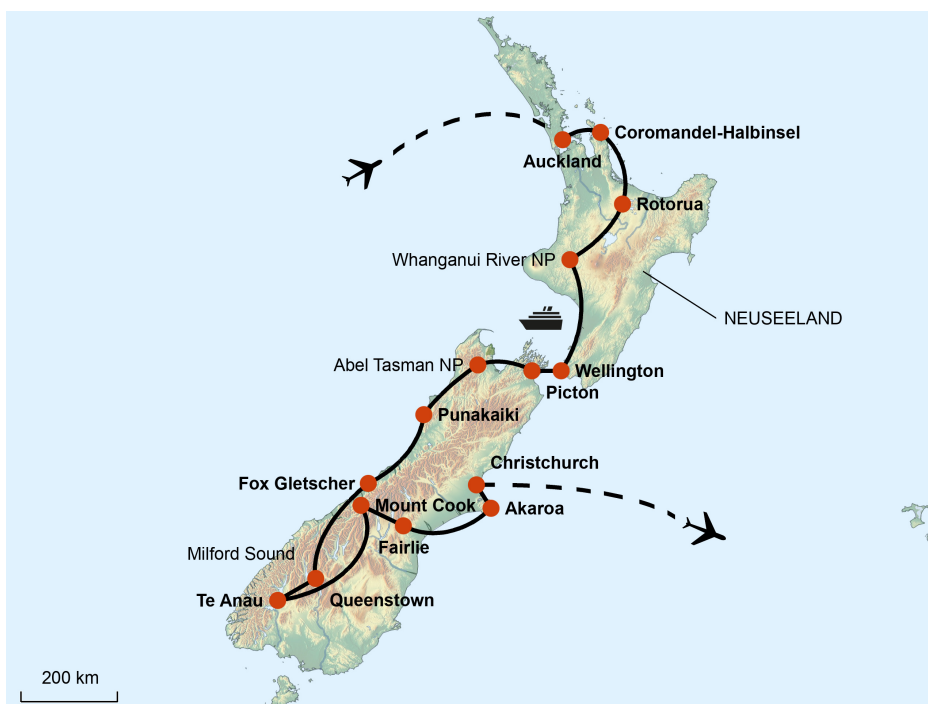 Coromandel-Halbinsel
Auckland
Rotorua
Whanganui River NP
NEUSEELAND
Abel Tasman NP
Wellington
Picton
Punakaiki
Christchurch
Fox Gletscher
Mount Cook
Akaroa
Fairlie
Milford Sound
Te Anau
Queenstown
200 km